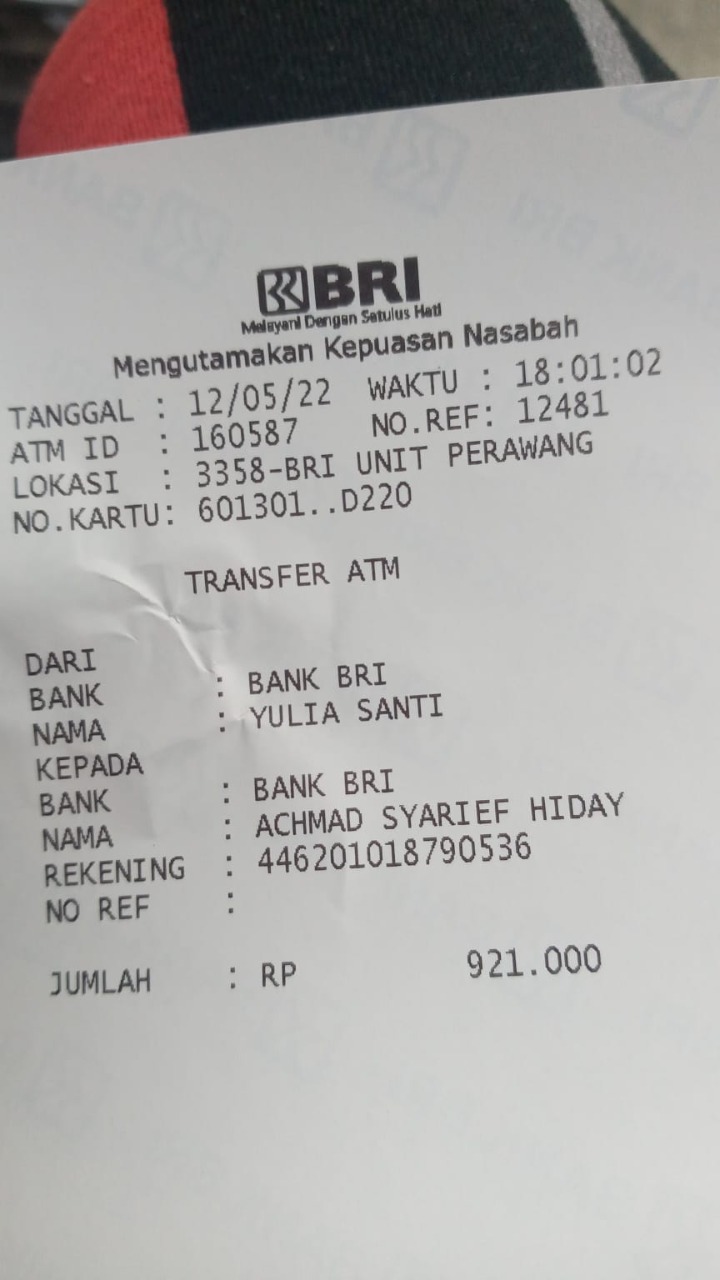 BRI
Melayani Dengan Setulus Hati
Mengutamakan Kepuasan Nasabah
TANGGAL : 12/05/22 WAKTU : 18:01:02
ATM ID : 160587 NO.REF: 12481
LOKASI : 3358-BRI UNIT PERAWANG
NO.KARTU: 601301..D220
TRANSFER ATM
DARI
BANK : BANK BRI
NAMA : YULIA SANTI
KEPADA
BANK : BANK BRI
NAMA : ACHMAD SYARIEF HIDAY
REKENING : 446201018790536
NO REF :
JUMLAH : RP 921.000